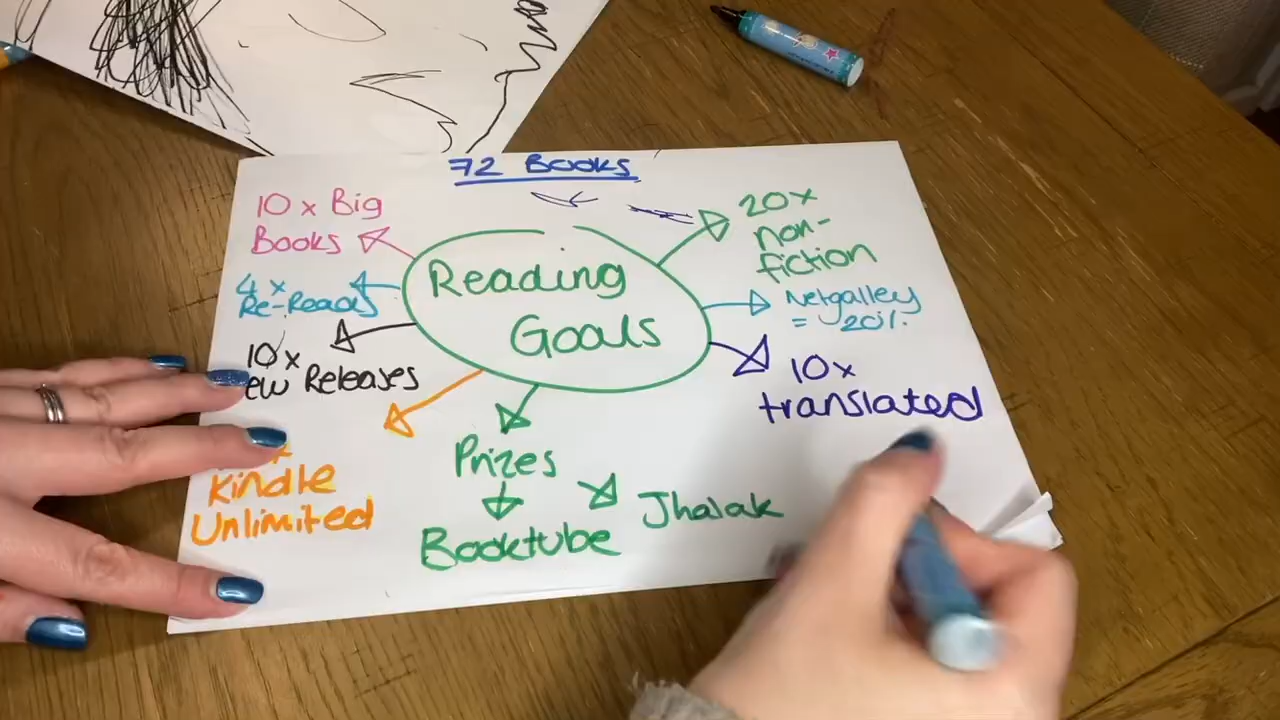 72 Books
10 x Big
Books
4 x
Re-Reads
10 x
ew Releases
Kindle
Unlimited
Reading
Goals
Prizes
Booktube
Jhalak
20x
non-
fiction
Netgalley
= 20%
10x
translated